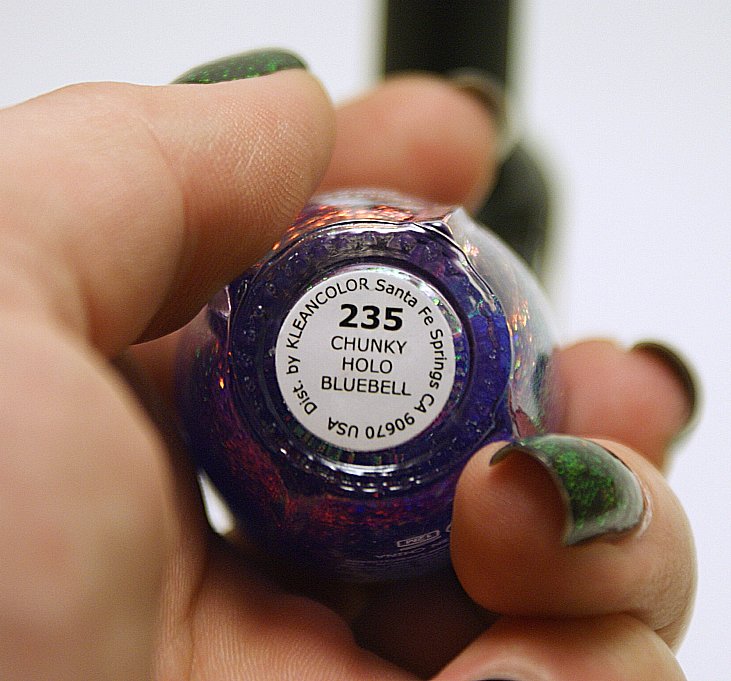 Dist. by KLEANCOLOR Santa Fe Springs CA 90670 USA
235
CHUNKY
HOLO
BLUEBELL